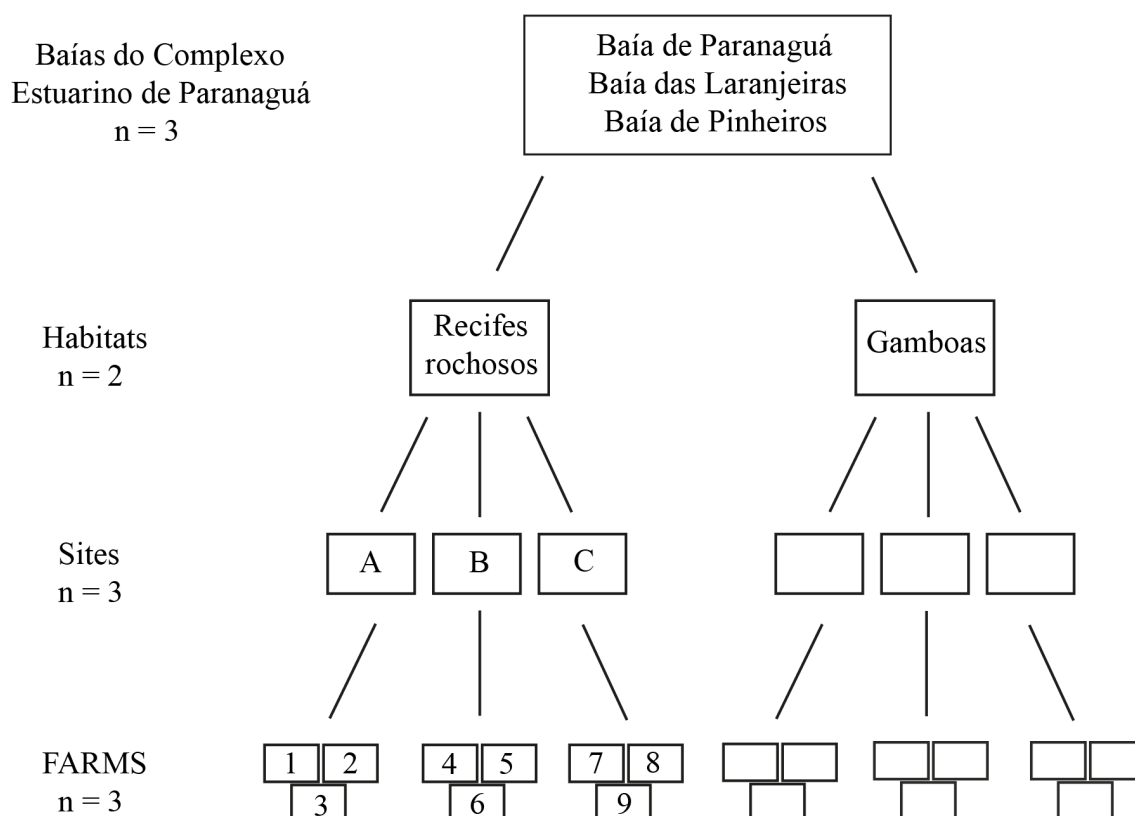 Baías do Complexo
Estuarino de Paranaguá
n = 3
Baía de Paranaguá
Baía das Laranjeiras
Baía de Pinheiros
Habitats
n = 2
Recifes
rochosos
Gamboas
Sites
n = 3
A B C
FARMS
n = 3
1 2 4 5 7 8
3 6 9